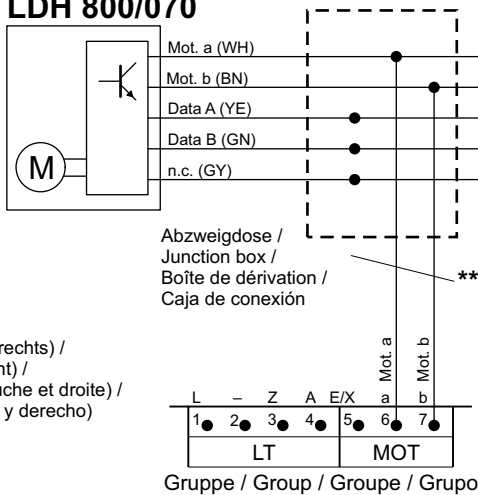 LDH 800/070
Mot. a (WH)
Mot. b (BN)
Data A (YE)
Data B (GN)
n.c. (GY)
M
Abzweigdose /
Junction box /
Boîte de dérivation /
Caja de conexión
**
rechts) /
nt) /
uche et droite) /
y derecho)
Mot. a
Mot. b
L – Z A E/X a b
1 2 3 4 5 6 7
LT MOT
Gruppe / Group / Groupe / Grupo